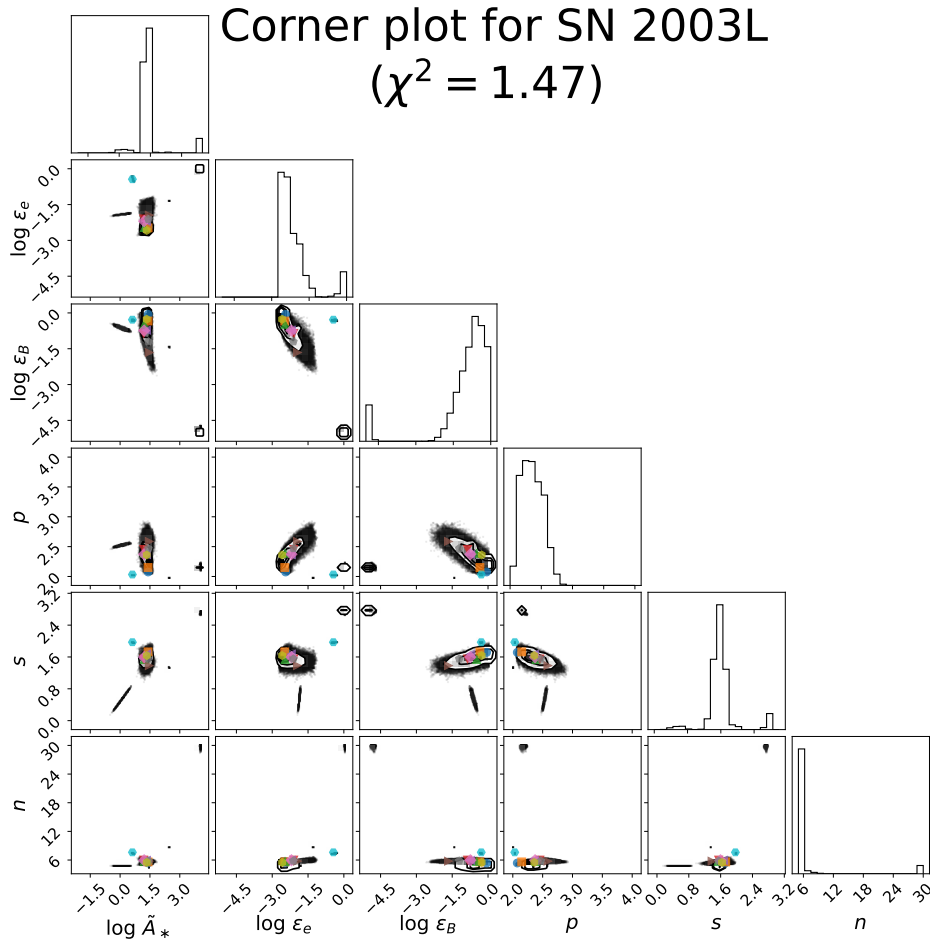 Corner plot for SN 2003L
(χ² = 1.47)
0.0
−1.5
−3.0
−4.5
log ε_e
0.0
−1.5
−3.0
−4.5
log ε_B
4.0
3.5
3.0
2.5
2.0
p
3.2
2.4
1.6
0.8
0.0
s
30
24
18
12
6
n
−1.5 0.0 1.5 3.0
log Ã_*
−4.5 −3.0 −1.5 0.0
log ε_e
−4.5 −3.0 −1.5 0.0
log ε_B
2.0 2.5 3.0 3.5 4.0
p
0.0 0.8 1.6 2.4 3.2
s
6 12 18 24 30
n